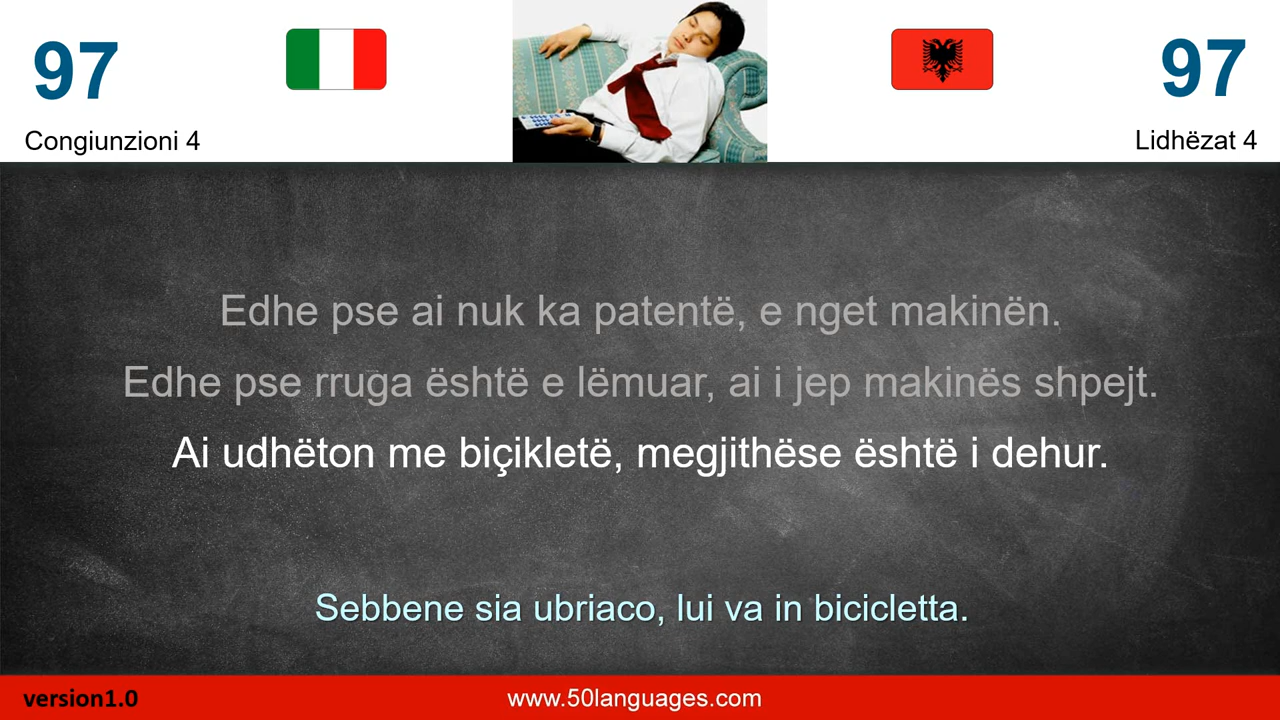 97
97
Congiunzioni 4
Lidhëzat 4
Edhe pse ai nuk ka patentë, e nget makinën.
Edhe pse rruga është e lëmuar, ai i jep makinës shpejt.
Ai udhëton me biçikletë, megjithëse është i dehur.
Sebbene sia ubriaco, lui va in bicicletta.
version1.0
www.50languages.com